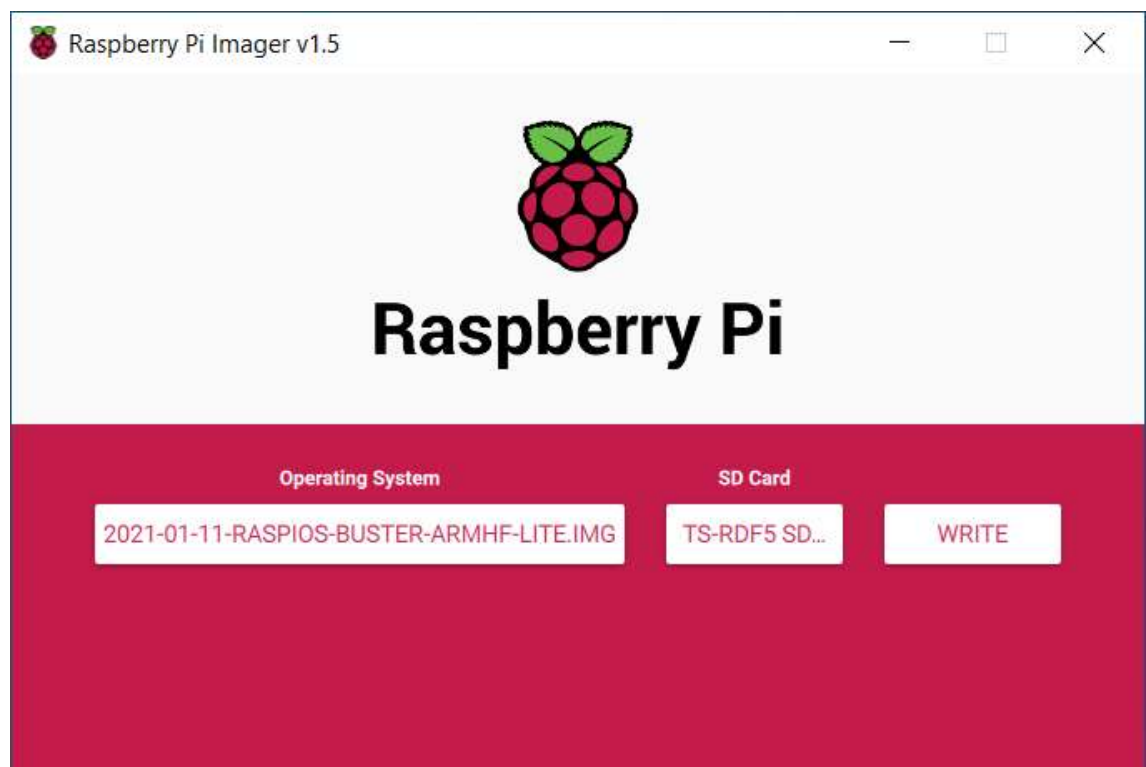 Raspberry Pi Imager v1.5
Raspberry Pi
Operating System
SD Card
2021-01-11-RASPIOS-BUSTER-ARMHF-LITE.IMG
TS-RDF5 SD...
WRITE